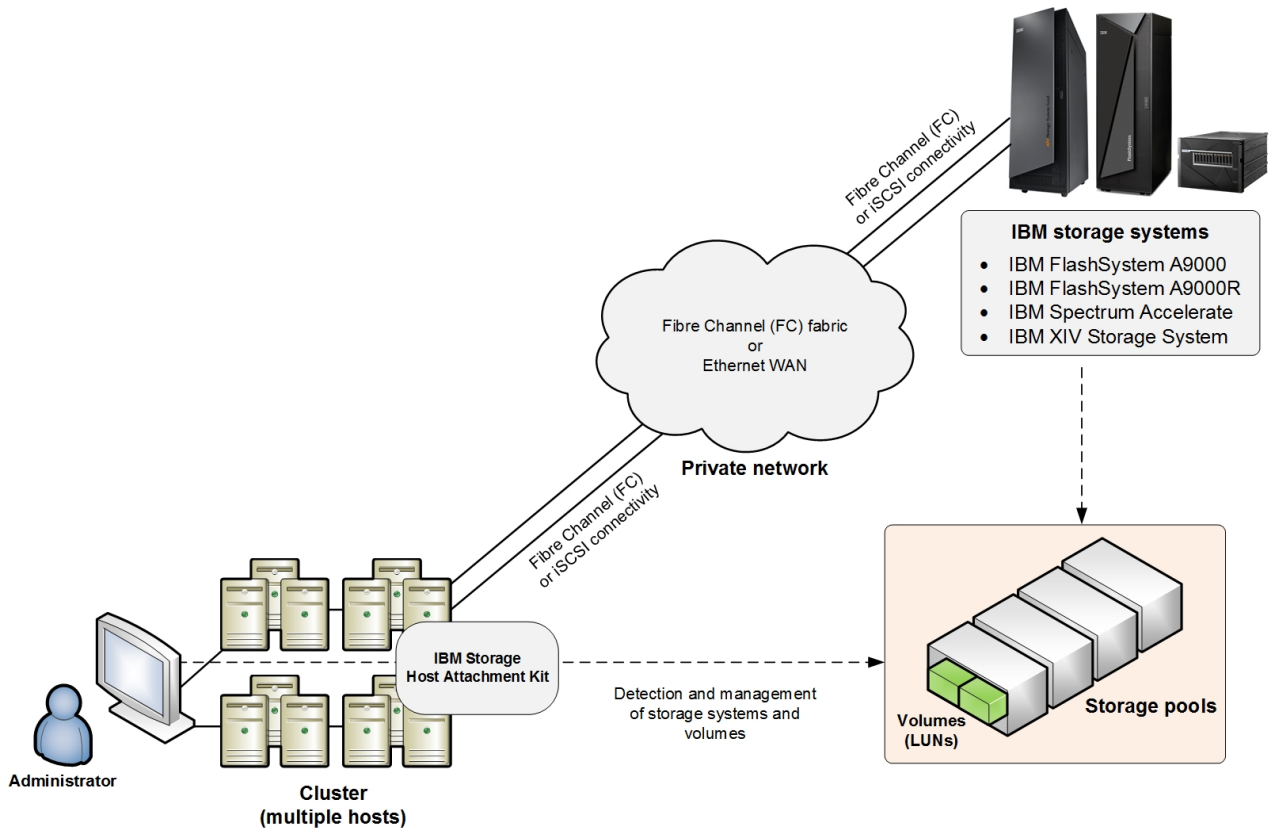 Fibre Channel (FC)
or iSCSI connectivity
IBM storage systems
• IBM FlashSystem A9000
• IBM FlashSystem A9000R
• IBM Spectrum Accelerate
• IBM XIV Storage System
Fibre Channel (FC) fabric
or
Ethernet WAN
Private network
Fibre Channel (FC)
or iSCSI connectivity
IBM Storage
Host Attachment Kit
Detection and management
of storage systems and
volumes
Volumes
(LUNs)
Storage pools
Administrator
Cluster
(multiple hosts)